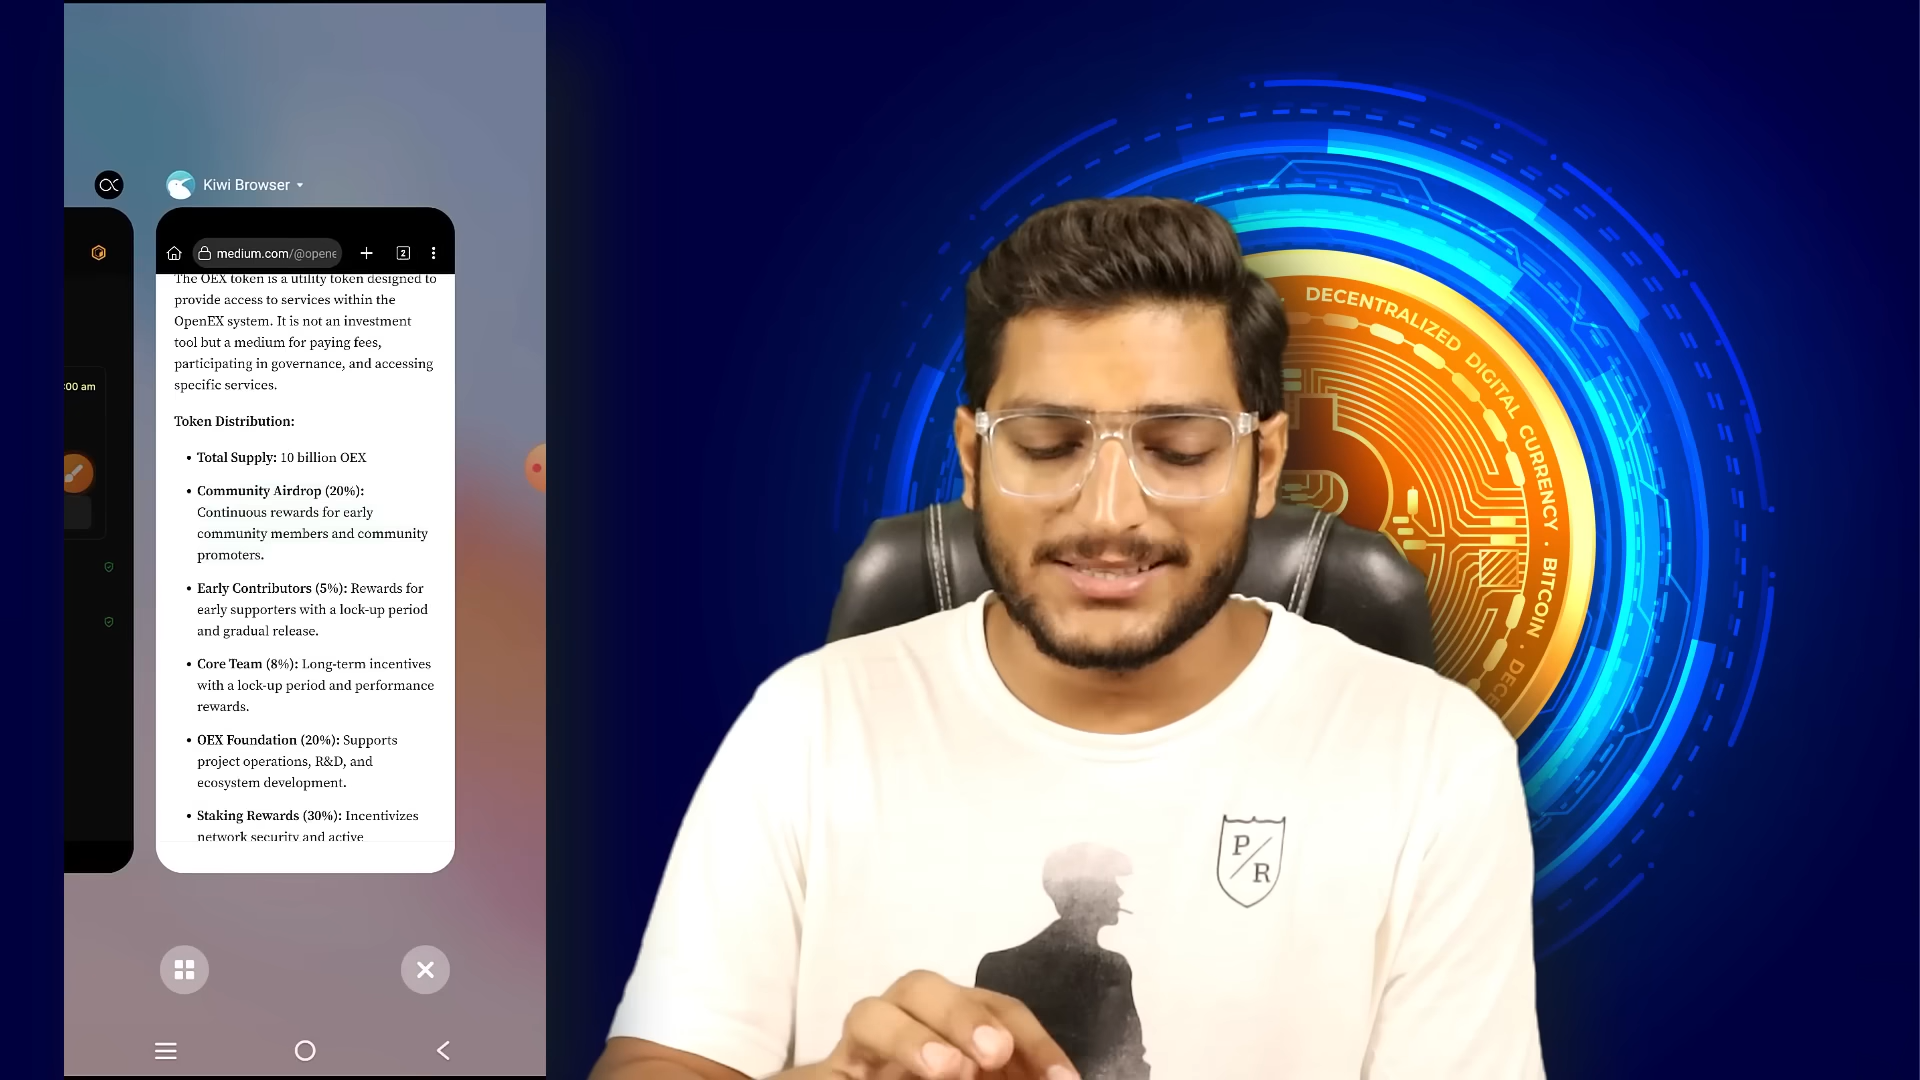 Kiwi Browser
medium.com/@opene
2
:00 am
The OEX token is a utility token designed to
provide access to services within the
OpenEX system. It is not an investment
tool but a medium for paying fees,
participating in governance, and accessing
specific services.
Token Distribution:
• Total Supply: 10 billion OEX
• Community Airdrop (20%):
Continuous rewards for early
community members and community
promoters.
• Early Contributors (5%): Rewards for
early supporters with a lock-up period
and gradual release.
• Core Team (8%): Long-term incentives
with a lock-up period and performance
rewards.
• OEX Foundation (20%): Supports
project operations, R&D, and
ecosystem development.
• Staking Rewards (30%): Incentivizes
network security and active
DECENTRALIZED DIGITAL CURRENCY · BITCOIN · DECE
P
R